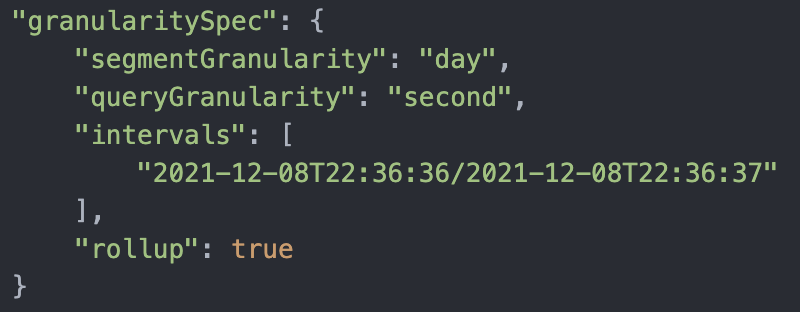 "granularitySpec": {
    "segmentGranularity": "day",
    "queryGranularity": "second",
    "intervals": [
        "2021-12-08T22:36:36/2021-12-08T22:36:37"
    ],
    "rollup": true
}